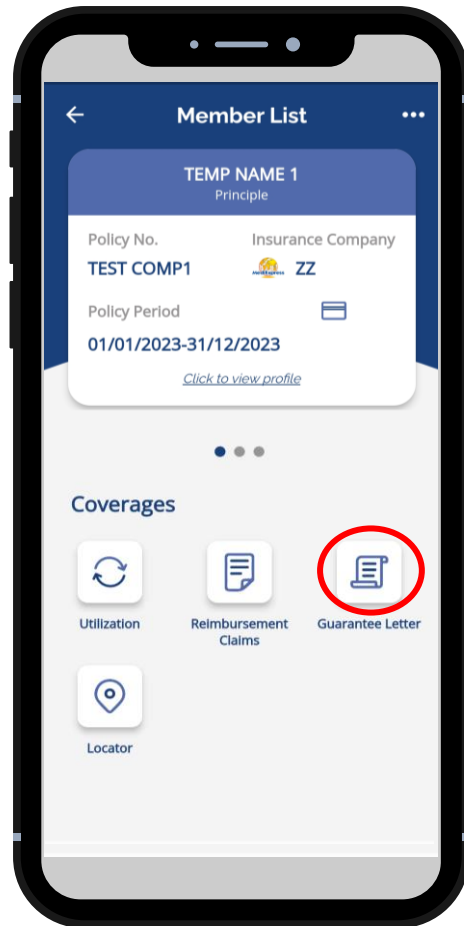 Member List
TEMP NAME 1
Principle
Policy No.
Insurance Company
TEST COMP1
ZZ
Policy Period
01/01/2023-31/12/2023
Click to view profile
Coverages
Utilization
Reimbursement
Claims
Guarantee Letter
Locator